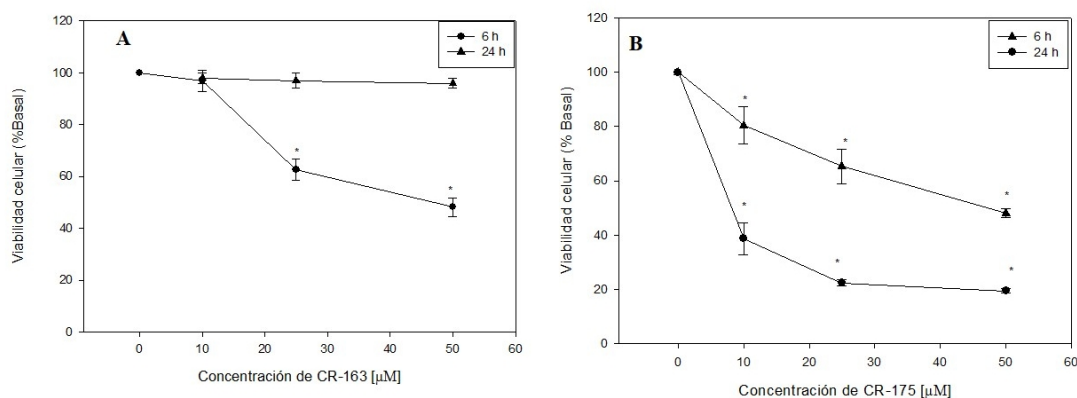 A
6 h
24 h
120
100
80
60
40
20
0
Viabilidad celular (%Basal)
*
*
0 10 20 30 40 50 60
Concentración de CR-163 [μM]
B
6 h
24 h
120
100
80
60
40
20
0
Viabilidad celular (% Basal)
*
*
*
*
*
*
0 10 20 30 40 50 60
Concentración de CR-175 [μM]